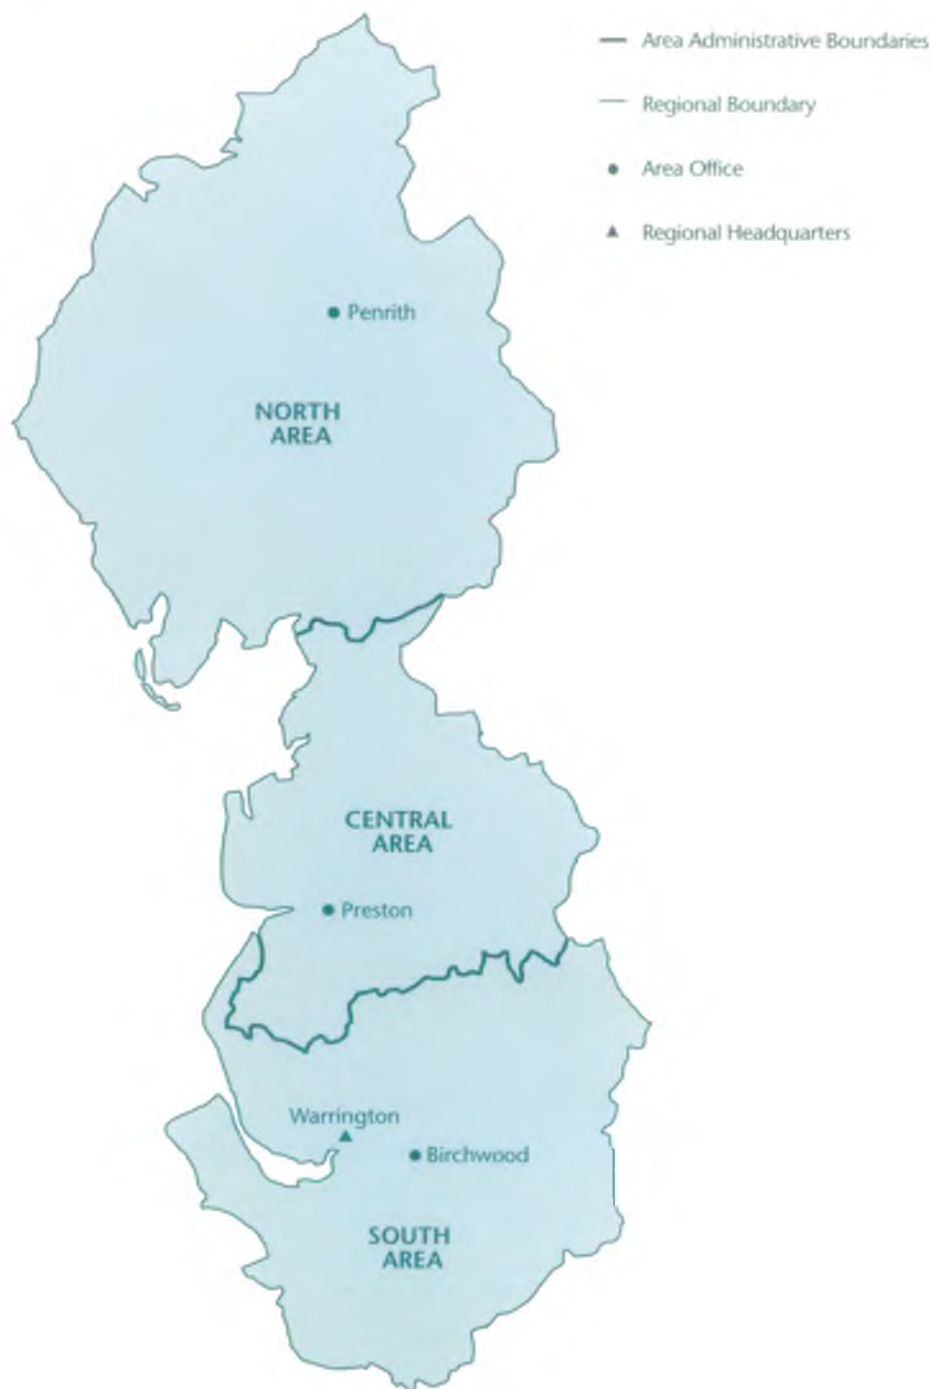 Area Administrative Boundaries
Regional Boundary
Area Office
Regional Headquarters
Penrith
NORTH
AREA
CENTRAL
AREA
Preston
Warrington
Birchwood
SOUTH
AREA